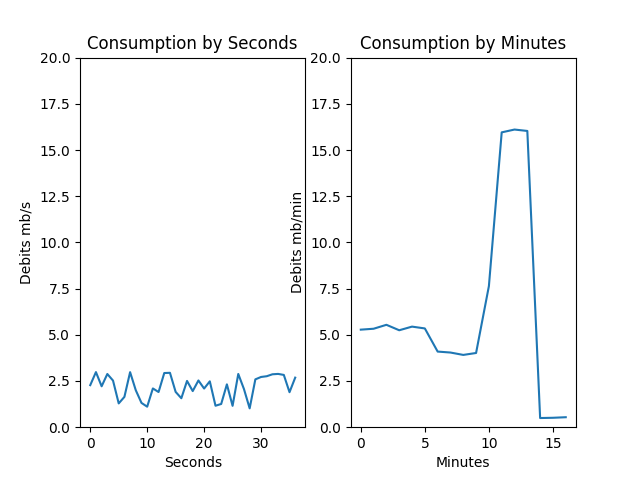 Consumption by Seconds
20.0
17.5
15.0
12.5
10.0
7.5
5.0
2.5
0.0
Debits mb/s
0 10 20 30
Seconds
Consumption by Minutes
20.0
17.5
15.0
12.5
10.0
7.5
5.0
2.5
0.0
Debits mb/min
0 5 10 15
Minutes